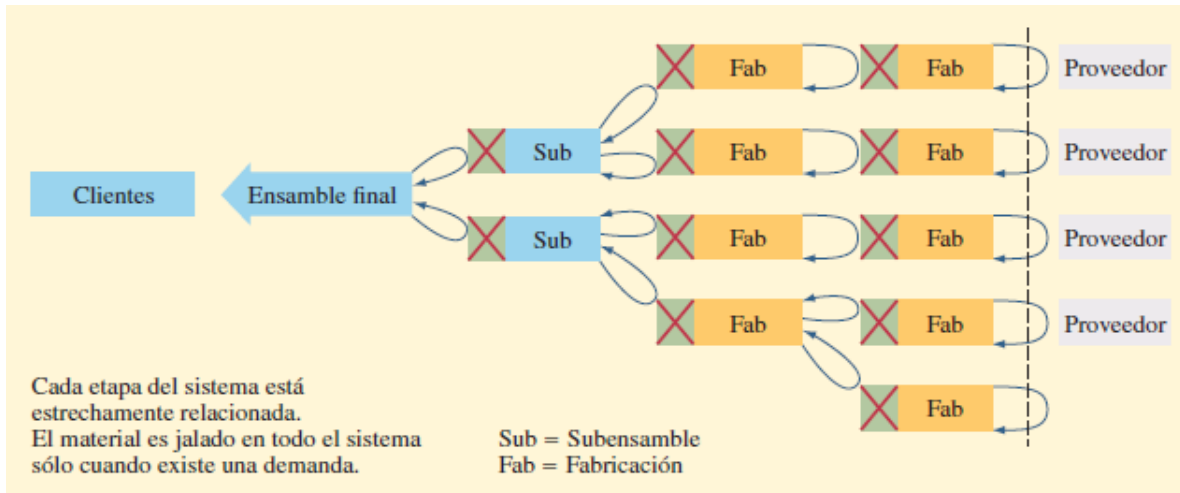 Fab
Fab
Proveedor
Sub
Fab
Fab
Proveedor
Clientes
Ensamble final
Sub
Fab
Fab
Proveedor
Fab
Fab
Proveedor
Fab
Cada etapa del sistema está
estrechamente relacionada.
El material es jalado en todo el sistema
sólo cuando existe una demanda.
Sub = Subensamble
Fab = Fabricación